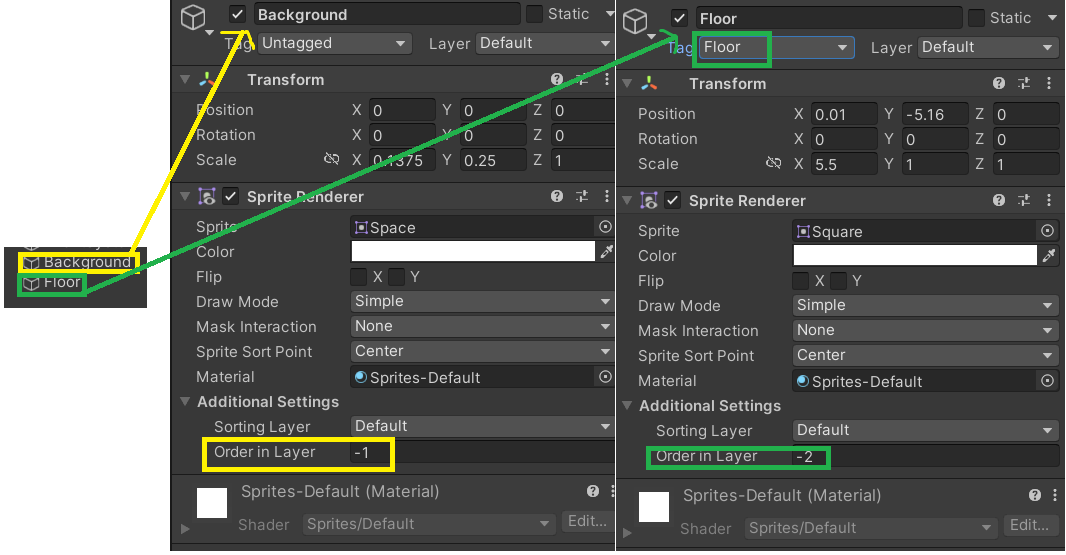 Background
Floor
Background
Static
Tag Untagged Layer Default
Transform
Position X 0 Y 0 Z 0
Rotation X 0 Y 0 Z 0
Scale X 0.1375 Y 0.25 Z 1
Sprite Renderer
Sprite Space
Color
Flip X Y
Draw Mode Simple
Mask Interaction None
Sprite Sort Point Center
Material Sprites-Default
Additional Settings
Sorting Layer Default
Order in Layer -1
Sprites-Default (Material)
Shader Sprites/Default Edit...
Floor
Static
Tag Floor Layer Default
Transform
Position X 0.01 Y -5.16 Z 0
Rotation X 0 Y 0 Z 0
Scale X 5.5 Y 1 Z 1
Sprite Renderer
Sprite Square
Color
Flip X Y
Draw Mode Simple
Mask Interaction None
Sprite Sort Point Center
Material Sprites-Default
Additional Settings
Sorting Layer Default
Order in Layer -2
Sprites-Default (Material)
Shader Sprites/Default Edit...